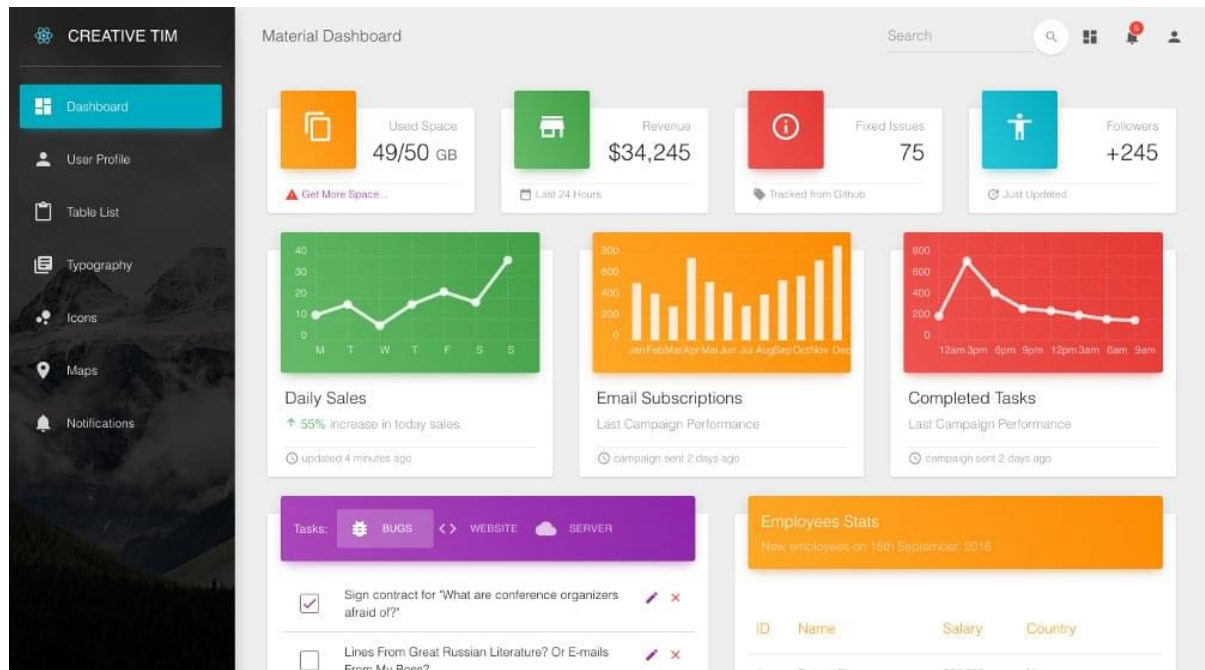 CREATIVE TIM
Dashboard
User Profile
Table List
Typography
Icons
Maps
Notifications
Material Dashboard
Search
5
Used Space
49/50 GB
Get More Space...
Revenue
$34,245
Last 24 Hours
Fixed Issues
75
Tracked from Github
Followers
+245
Just Updated
40
30
20
10
0
M T W T F S S
Daily Sales
↑ 55% increase in today sales.
updated 4 minutes ago
800
600
400
200
0
Jan Feb Mar Apr Mai Jun Jul Aug Sep Oct Nov Dec
Email Subscriptions
Last Campaign Performance
campaign sent 2 days ago
800
600
400
200
0
12am 3pm 6pm 9pm 12pm 3am 6am 9am
Completed Tasks
Last Campaign Performance
campaign sent 2 days ago
Tasks: BUGS WEBSITE SERVER
Sign contract for "What are conference organizers
afraid of?"
Lines From Great Russian Literature? Or E-mails
From My Boss?
Employees Stats
New employees on 15th September, 2016
ID Name Salary Country